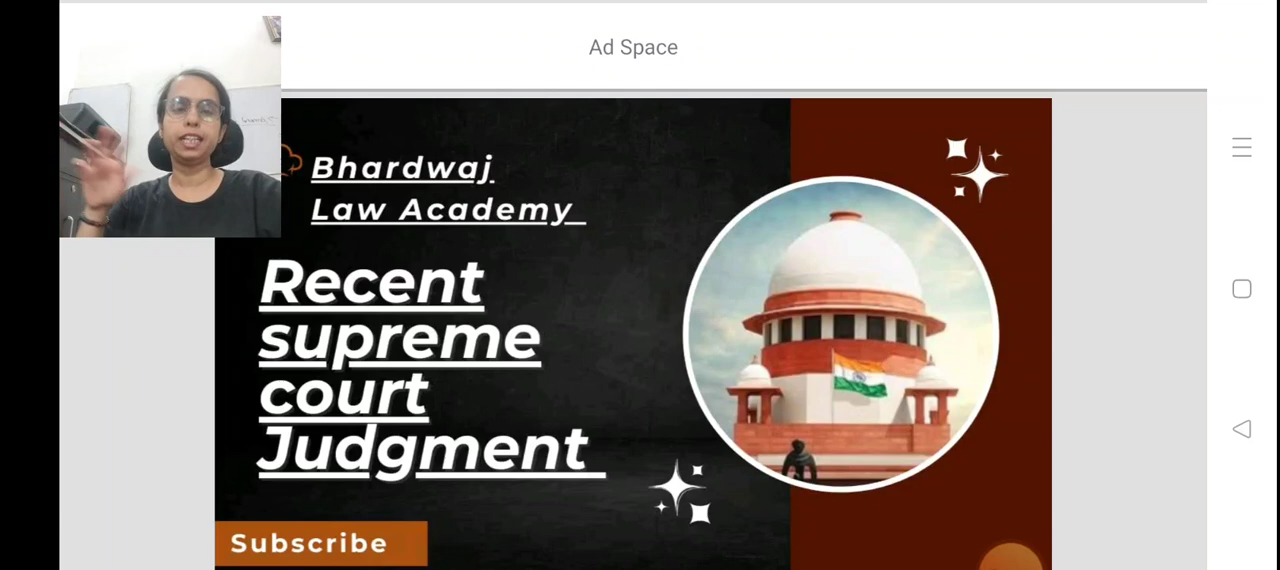 Ad Space
Bhardwaj
Law Academy
Recent
supreme
court
Judgment
Subscribe